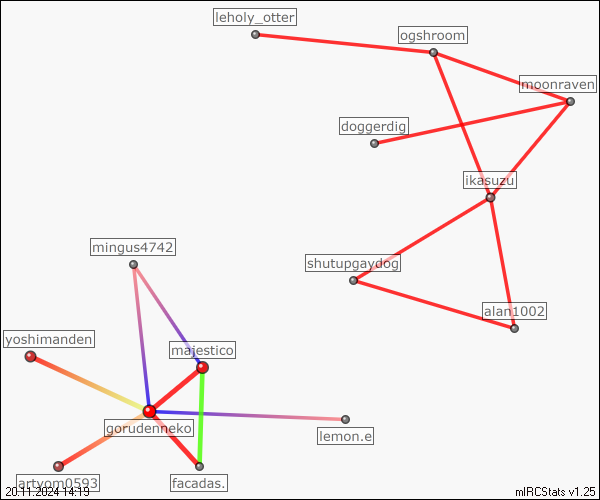 leholy_otter
ogshroom
moonraven
doggerdig
ikasuzu
mingus4742
shutupgaydog
alan1002
yoshimanden
majestico
gorudenneko
lemon.e
artyom0593
facadas.
20.11.2024 14:19
mIRCStats v1.25